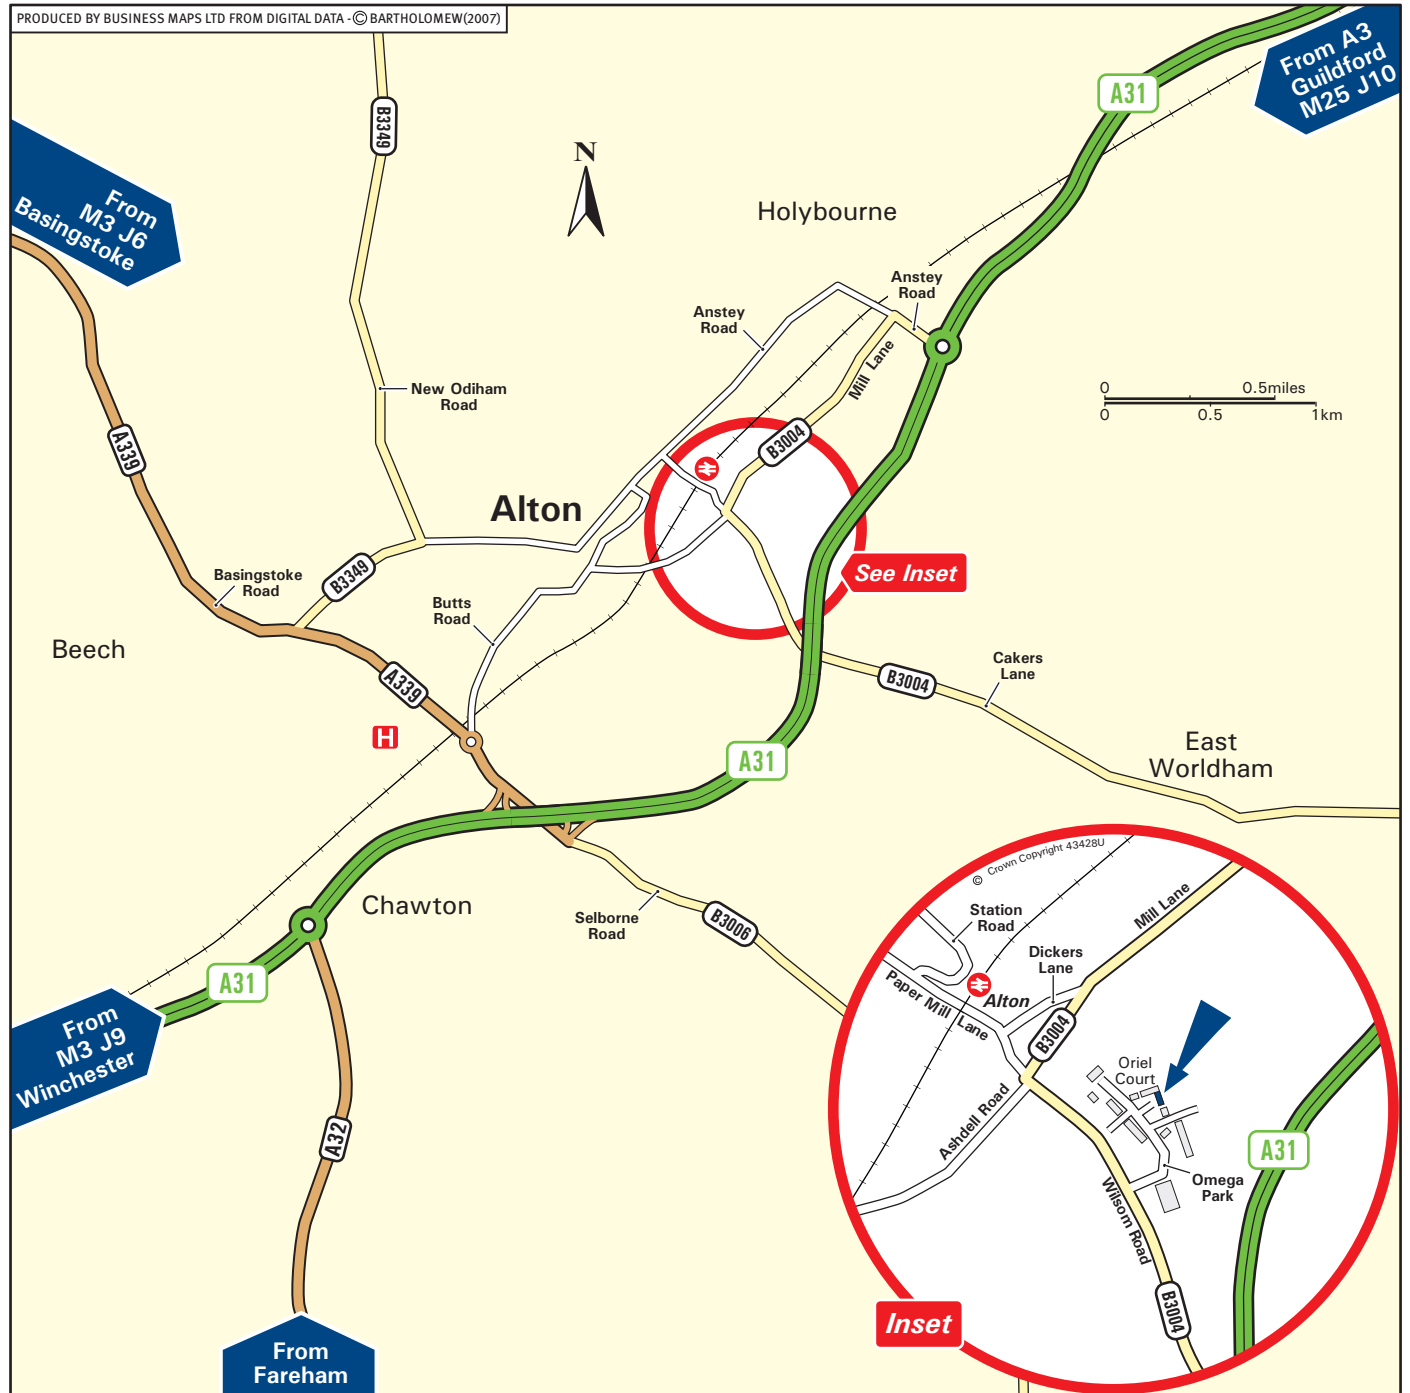 PRODUCED BY BUSINESS MAPS LTD FROM DIGITAL DATA - © BARTHOLOMEW(2007)
From A3
Guildford
M25 J10
A31
B3349
From
M3 J6
Basingstoke
N
Holybourne
Anstey
Road
Anstey
Road
Mill Lane
0 0.5miles
0 0.5 1km
New Odiham
Road
A339
B3004
Alton
See Inset
B3349
Basingstoke
Road
Butts
Road
Beech
A339
Cakers
Lane
B3004
H
A31
East
Worldham
Chawton
Selborne
Road
B3006
A31
From
M3 J9
Winchester
A32
From
Fareham
© Crown Copyright 43428U
Station
Road
Mill Lane
Dickers
Lane
Paper Mill Lane
Alton
B3004
Oriel
Court
Ashdell Road
A31
Omega
Park
Wilsom Road
B3004
Inset